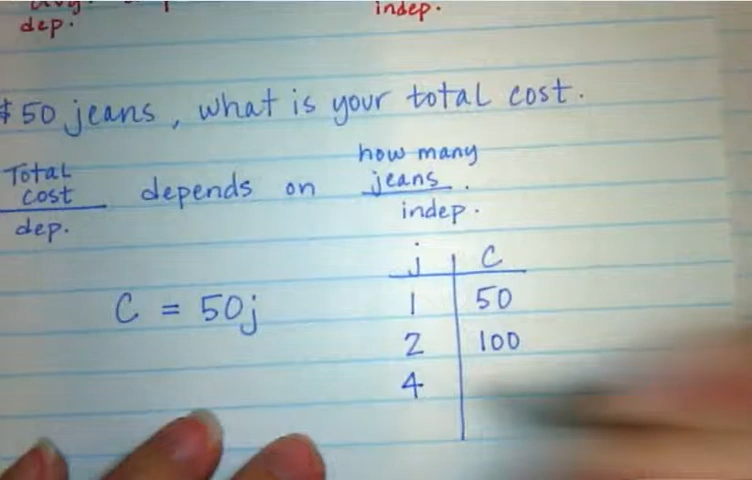 dep. indep.
$50 jeans, what is your total cost.
how many
Total cost depends on jeans.
dep. indep.
j C
C = 50j
1 50
2 100
4